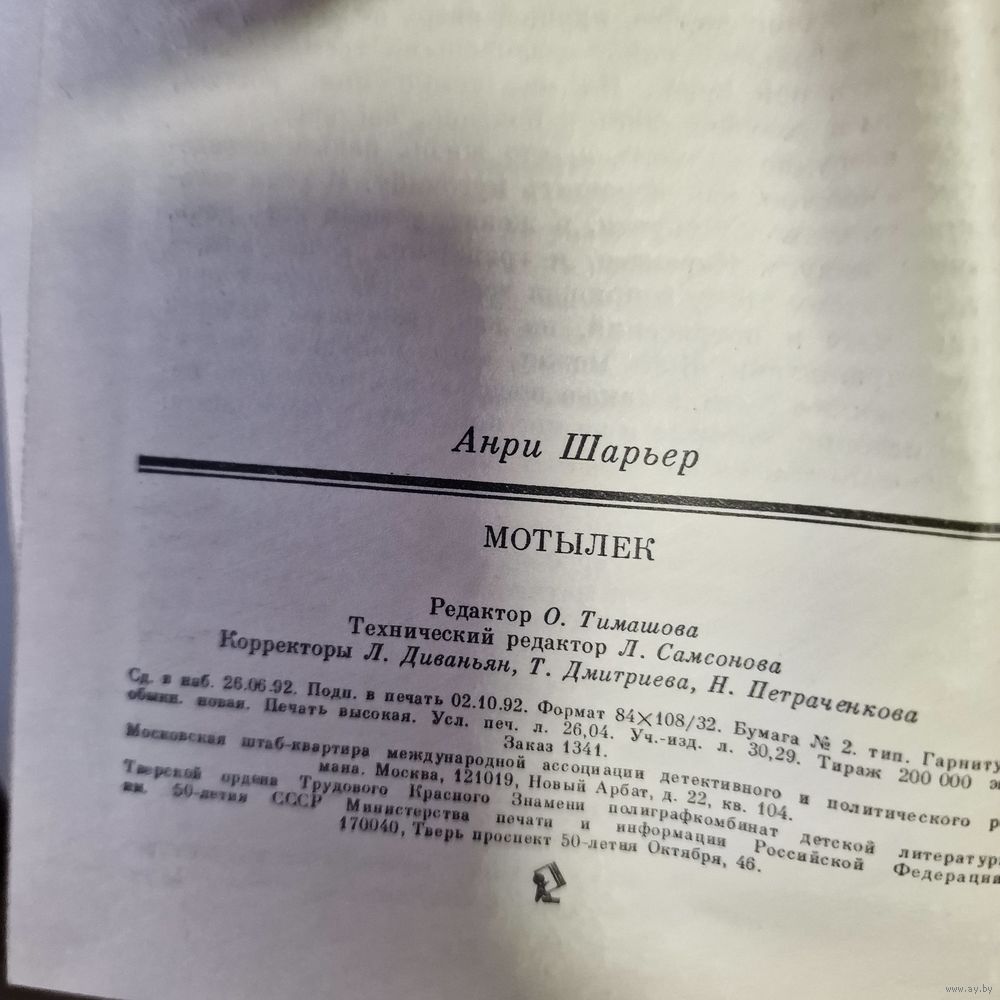 Анри Шарьер
МОТЫЛЕК
Редактор О. Тимашова
Технический редактор Л. Самсонова
Корректоры Л. Диваньян, Т. Дмитриева, Н. Петраченкова
Сд. в наб. 26.06.92. Подп. в печать 02.10.92. Формат 84×108/32. Бумага № 2. тип. Гарниту
обыкн. новая. Печать высокая. Усл. печ. л. 26,04. Уч.-изд. л. 30,29. Тираж 200 000 эк
Заказ 1341.
Московская штаб-квартира международной ассоциации детективного и политического р
мана. Москва, 121019, Новый Арбат, д. 22, кв. 104.
Тверской ордена Трудового Красного Знамени полиграфкомбинат детской литератур
им. 50-летия СССР Министерства печати и информации Российской Федерации
170040, Тверь проспект 50-летия Октября, 46.
www.ay.by